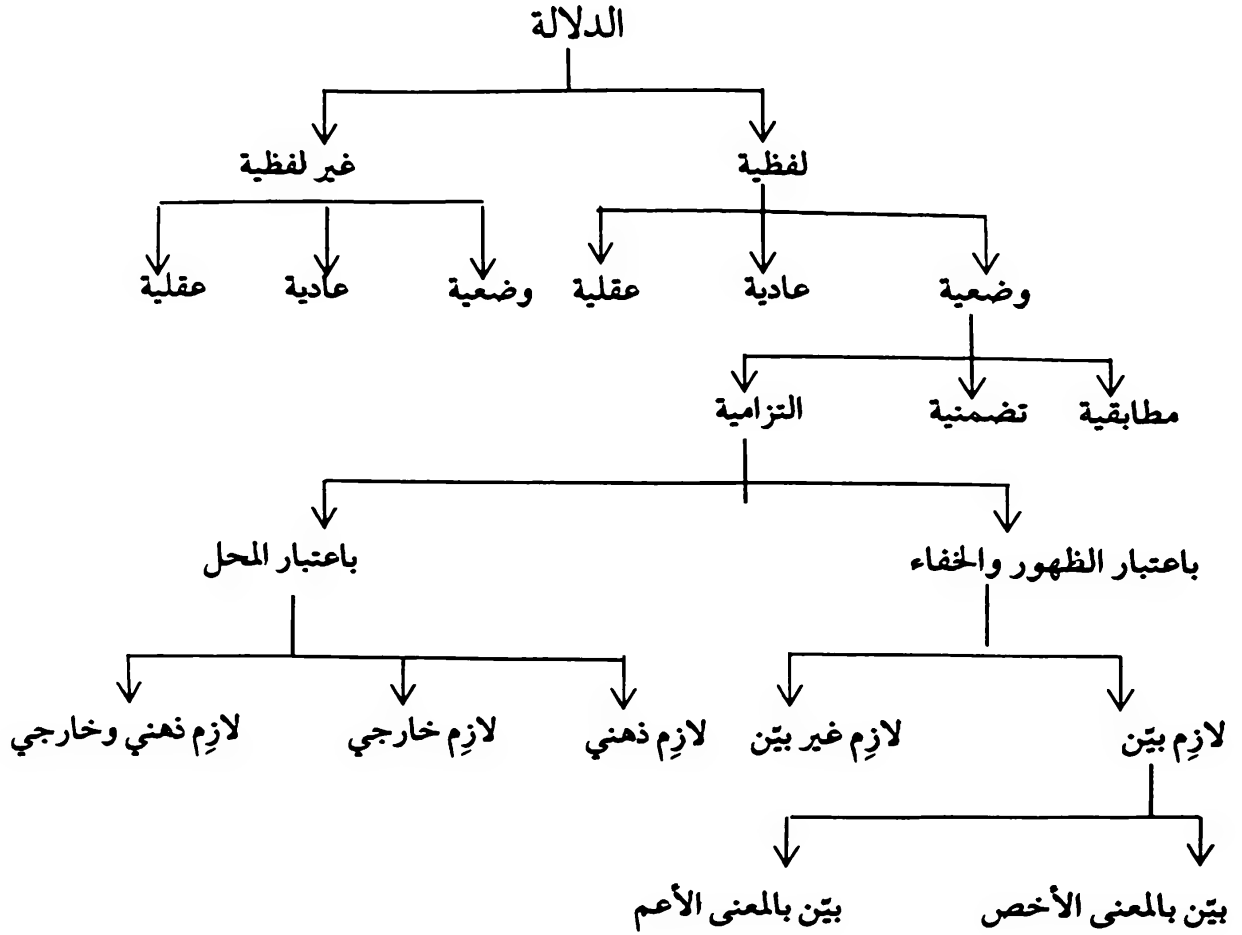 الدلالة
لفظية غير لفظية
وضعية عادية عقلية وضعية عادية عقلية
مطابقية تضمنية التزامية
باعتبار الظهور والخفاء باعتبار المحل
لازِم بيّن لازِم غير بيّن لازِم ذهني لازِم خارجي لازِم ذهني وخارجي
بيّن بالمعنى الأخص بيّن بالمعنى الأعم